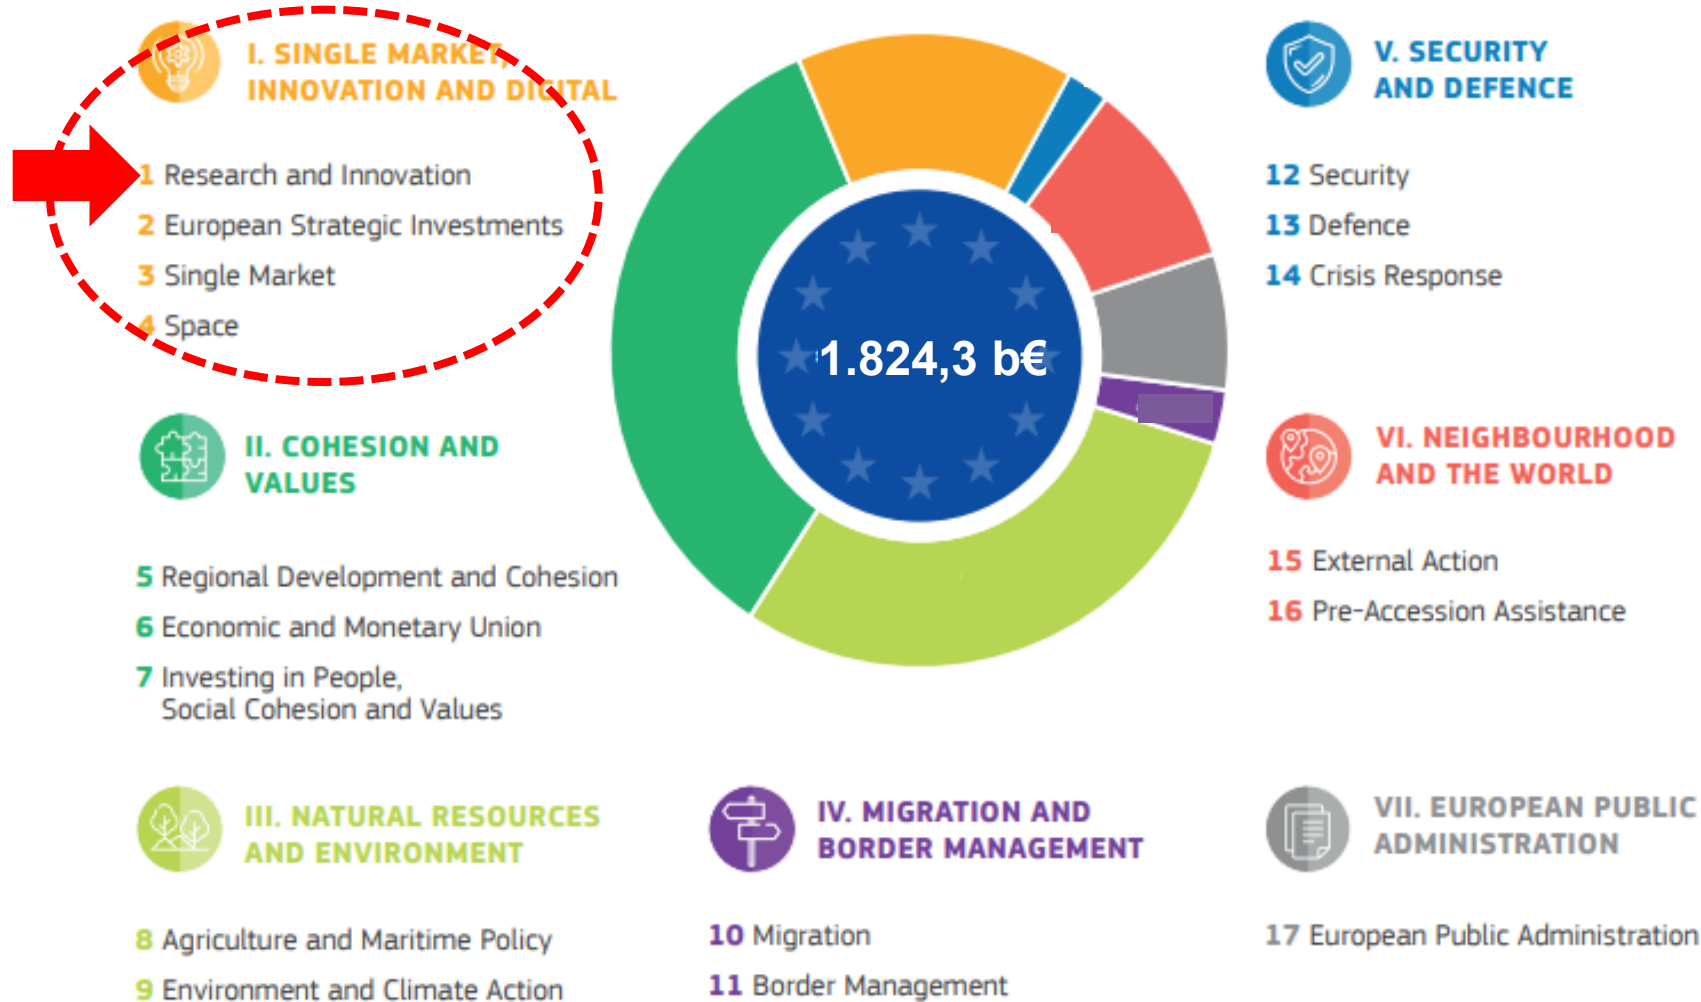 I. SINGLE MARKET,
INNOVATION AND DIGITAL
1 Research and Innovation
2 European Strategic Investments
3 Single Market
4 Space
II. COHESION AND
VALUES
5 Regional Development and Cohesion
6 Economic and Monetary Union
7 Investing in People,
Social Cohesion and Values
III. NATURAL RESOURCES
AND ENVIRONMENT
8 Agriculture and Maritime Policy
9 Environment and Climate Action
1.824,3 b€
IV. MIGRATION AND
BORDER MANAGEMENT
10 Migration
11 Border Management
V. SECURITY
AND DEFENCE
12 Security
13 Defence
14 Crisis Response
VI. NEIGHBOURHOOD
AND THE WORLD
15 External Action
16 Pre-Accession Assistance
VII. EUROPEAN PUBLIC
ADMINISTRATION
17 European Public Administration